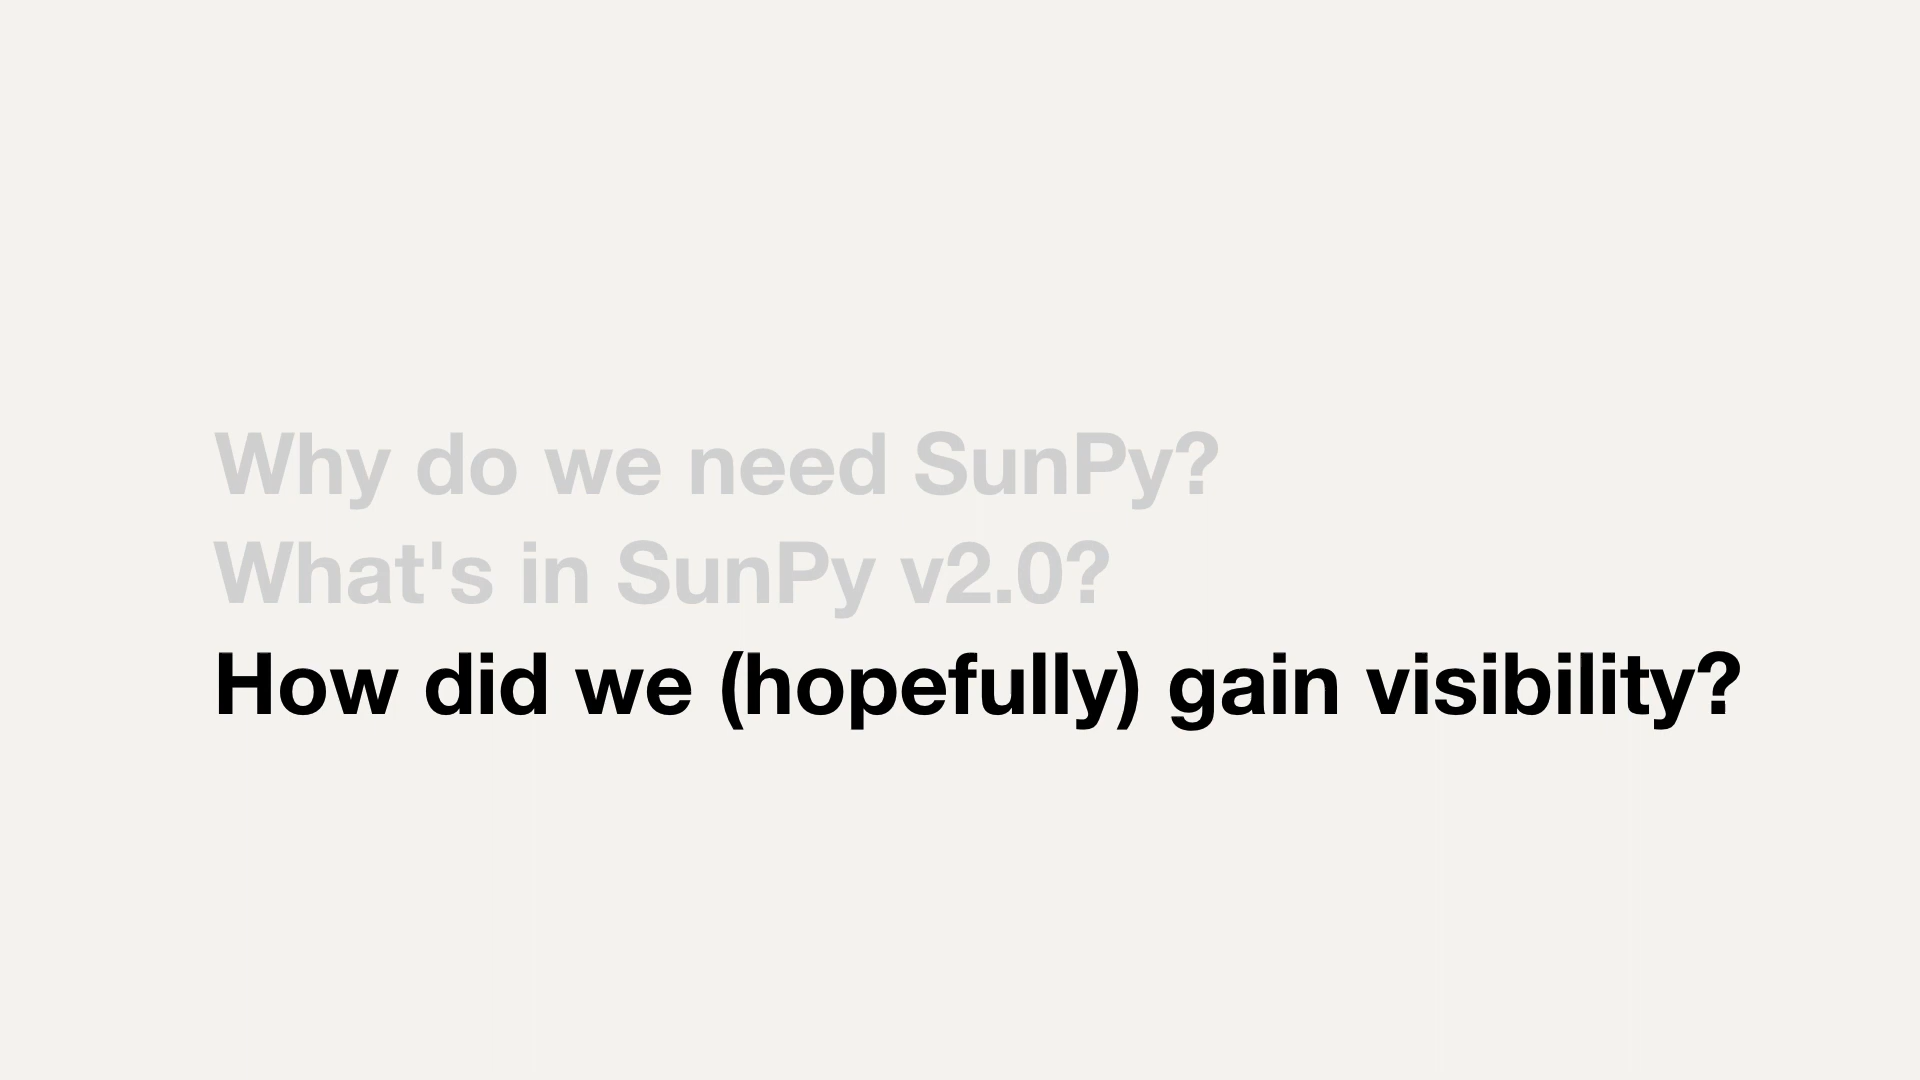 Why do we need SunPy?
What's in SunPy v2.0?
How did we (hopefully) gain visibility?